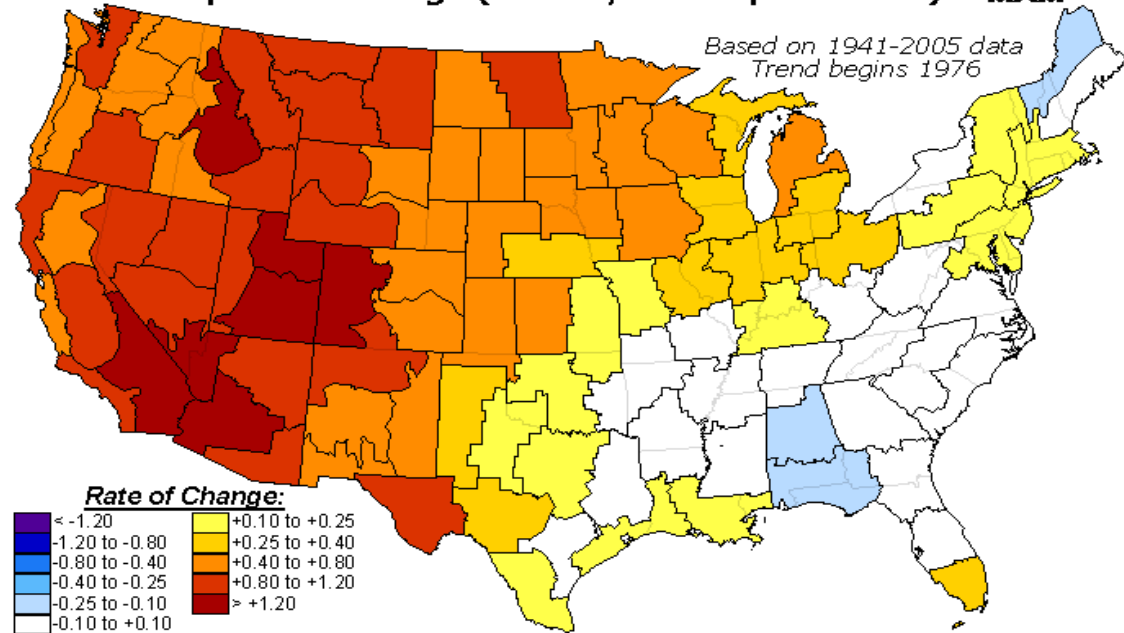 Based on 1941-2005 data
Trend begins 1976
Rate of Change:
< -1.20
-1.20 to -0.80
-0.80 to -0.40
-0.40 to -0.25
-0.25 to -0.10
-0.10 to +0.10
+0.10 to +0.25
+0.25 to +0.40
+0.40 to +0.80
+0.80 to +1.20
> +1.20